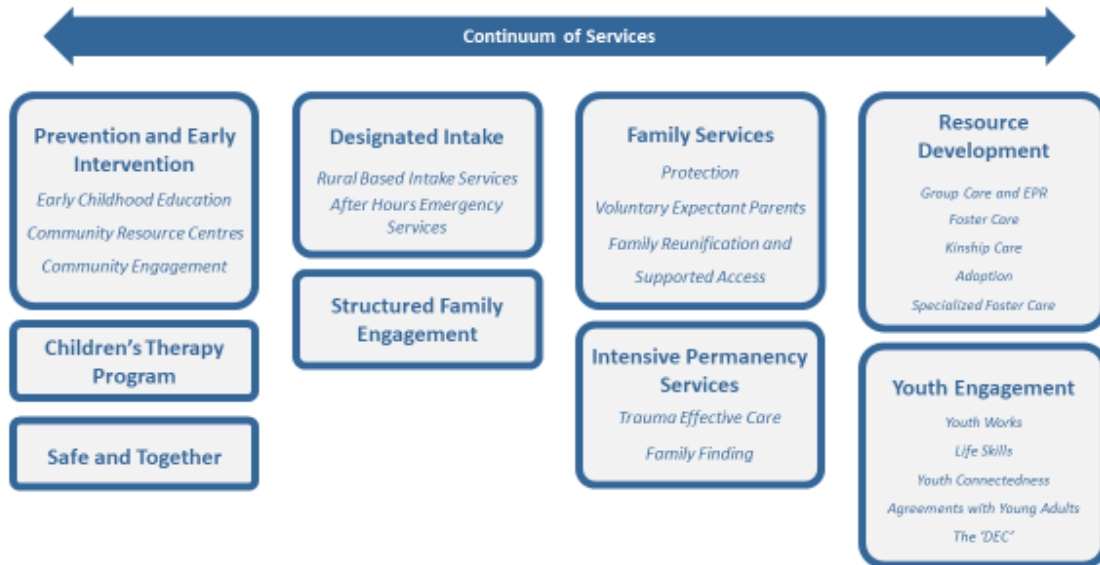 Continuum of Services
Prevention and Early
Intervention
Early Childhood Education
Community Resource Centres
Community Engagement
Children's Therapy
Program
Safe and Together
Designated Intake
Rural Based Intake Services
After Hours Emergency
Services
Structured Family
Engagement
Family Services
Protection
Voluntary Expectant Parents
Family Reunification and
Supported Access
Intensive Permanency
Services
Trauma Effective Care
Family Finding
Resource
Development
Group Care and EPR
Foster Care
Kinship Care
Adoption
Specialized Foster Care
Youth Engagement
Youth Works
Life Skills
Youth Connectedness
Agreements with Young Adults
The 'DEC'